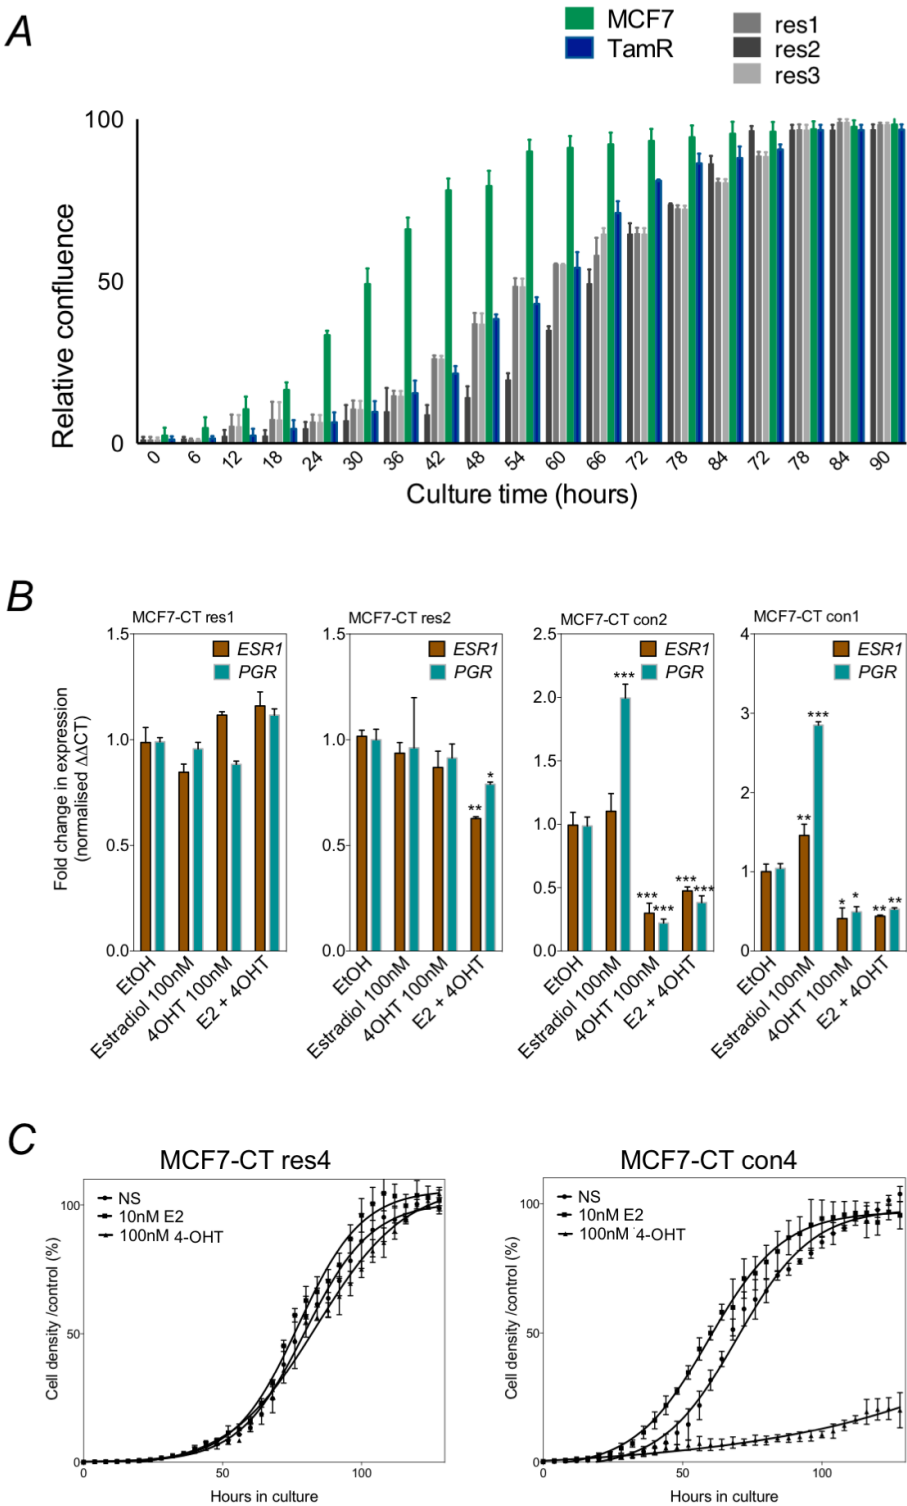 A
MCF7
TamR
res1
res2
res3
Relative confluence
100
50
0
0 6 12 18 24 30 36 42 48 54 60 66 72 78 84 72 78 84 90
Culture time (hours)
B
MCF7-CT res1
MCF7-CT res2
MCF7-CT con2
MCF7-CT con1
Fold change in expression
(normalised ΔΔCT)
1.5
1.0
0.5
0.0
ESR1
PGR
EtOH
Estradiol 100nM
4OHT 100nM
E2 + 4OHT
1.5
1.0
0.5
0.0
ESR1
PGR
**
*
EtOH
Estradiol 100nM
4OHT 100nM
E2 + 4OHT
2.5
2.0
1.5
1.0
0.5
0.0
ESR1
PGR
***
***
***
***
***
EtOH
Estradiol 100nM
4OHT 100nM
E2 + 4OHT
4
3
2
1
0
ESR1
PGR
**
***
*
*
**
**
EtOH
Estradiol 100nM
4OHT 100nM
E2 + 4OHT
C
MCF7-CT res4
NS
10nM E2
100nM 4-OHT
Cell density /control (%)
100
50
0
0 50 100
Hours in culture
MCF7-CT con4
NS
10nM E2
100nM 4-OHT
Cell density /control (%)
100
50
0
0 50 100
Hours in culture